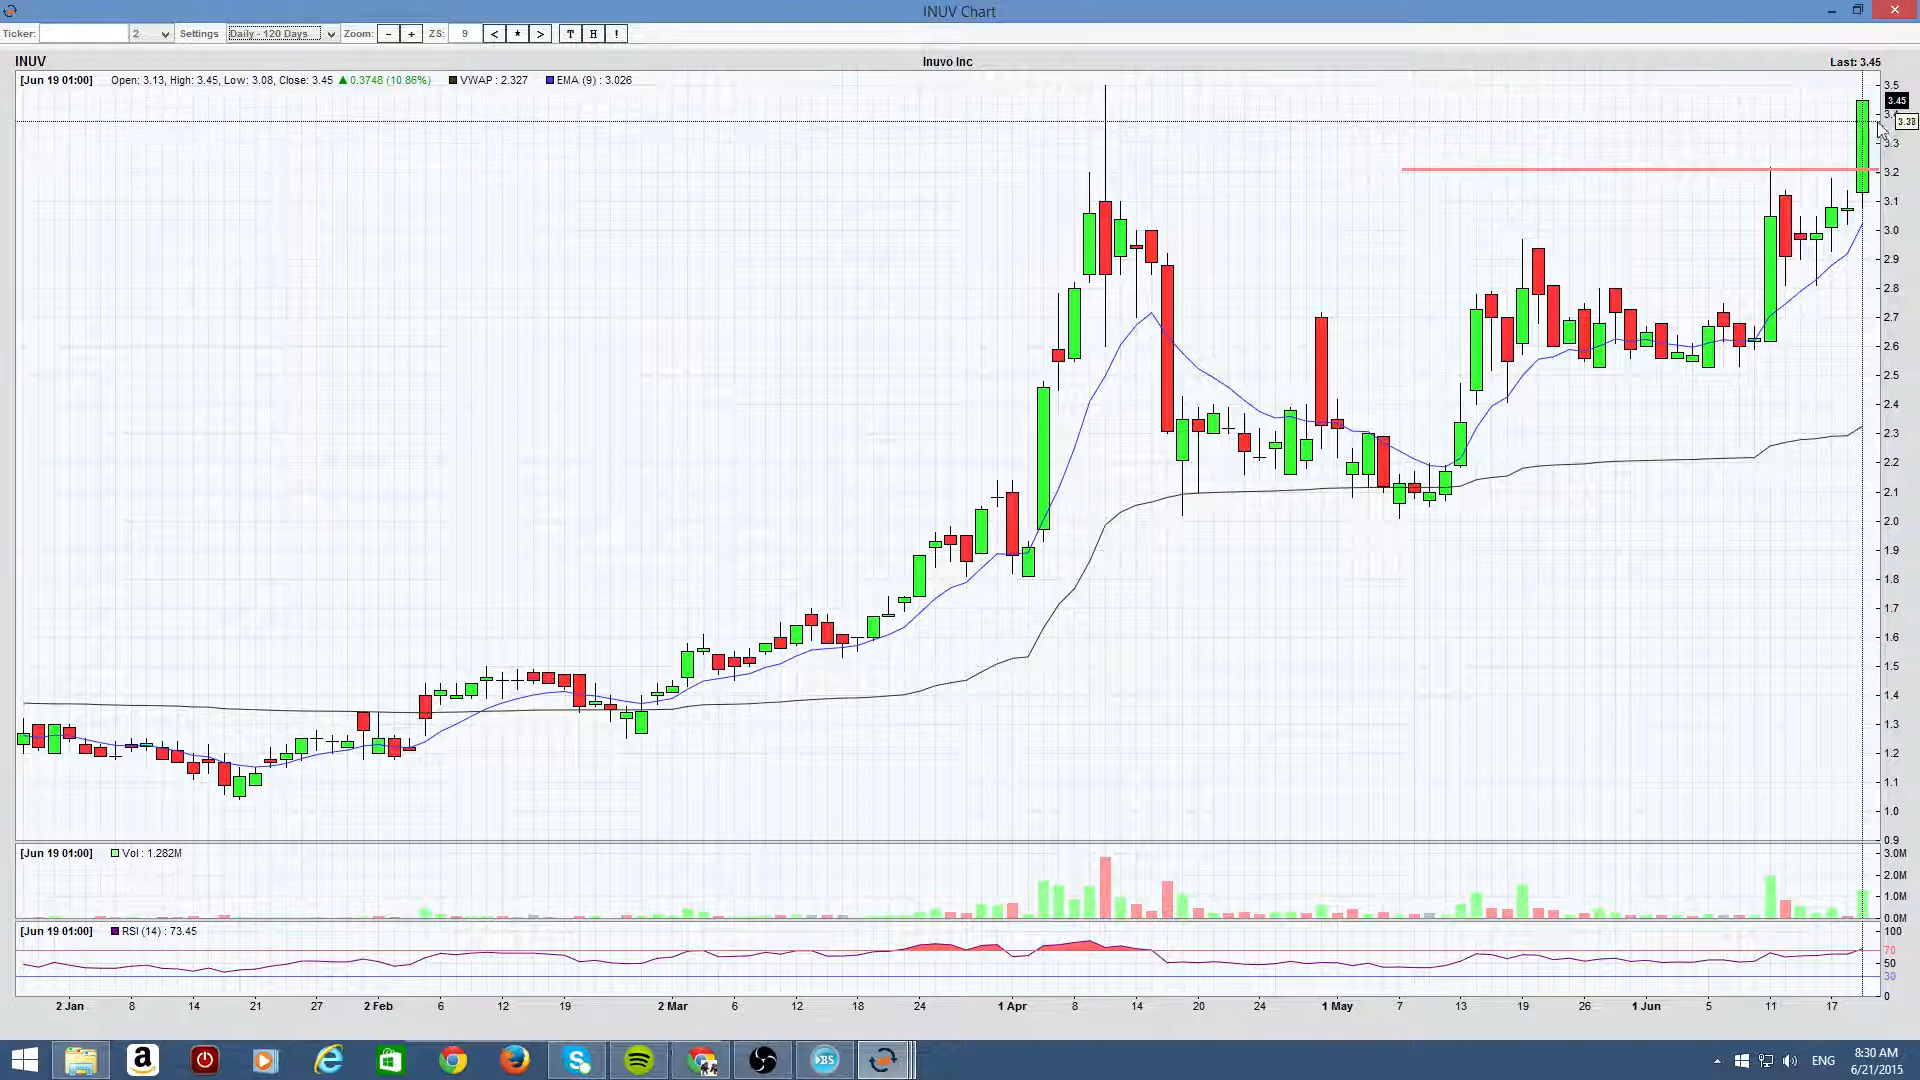 INUV Chart
Ticker: 2 Settings Daily - 120 Days Zoom: - + ZS: 9 < * > T H !
INUV Inuvo Inc Last: 3.45
[Jun 19 01:00] Open: 3.13, High: 3.45, Low: 3.08, Close: 3.45 ▲ 0.3748 (10.86%) VWAP : 2.327 EMA (9) : 3.026
3.5
3.45
3.4
3.38
3.3
3.2
3.1
3.0
2.9
2.8
2.7
2.6
2.5
2.4
2.3
2.2
2.1
2.0
1.9
1.8
1.7
1.6
1.5
1.4
1.3
1.2
1.1
1.0
0.9
[Jun 19 01:00] Vol : 1.282M
3.0M
2.0M
1.0M
0.0M
[Jun 19 01:00] RSI (14) : 73.45
100
70
50
30
0
2 Jan 8 14 21 27 2 Feb 6 12 19 2 Mar 6 12 18 24 1 Apr 8 14 20 24 1 May 7 13 19 26 1 Jun 5 11 17
a BS ENG 8:30 AM
6/21/2015